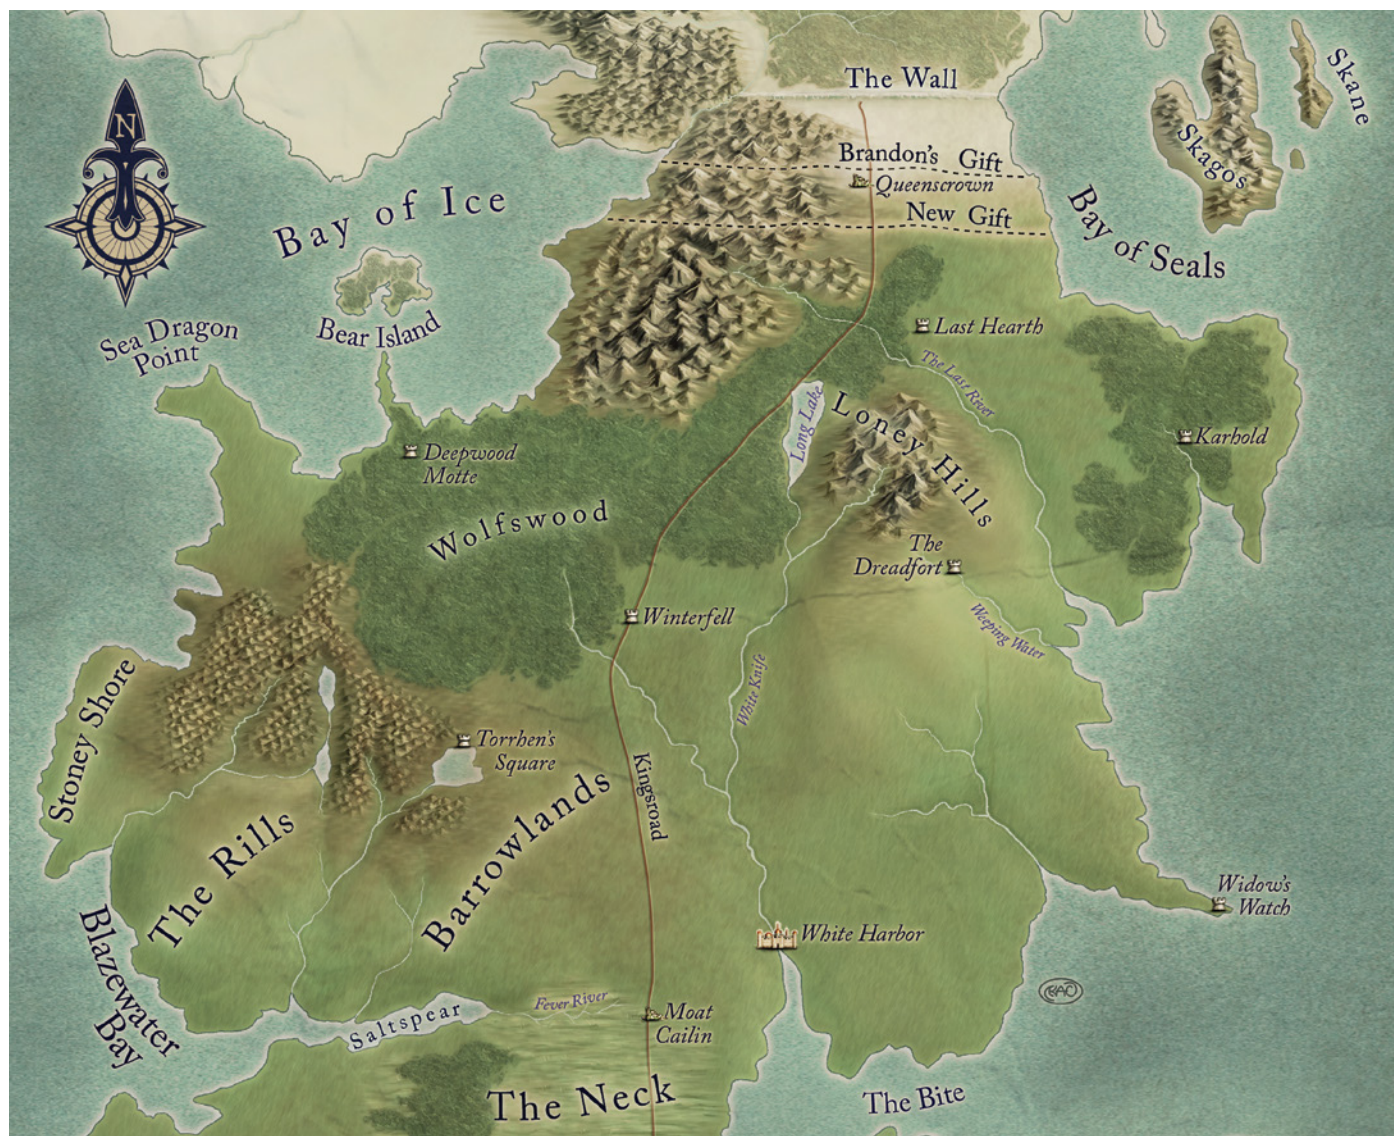 The Wall
N
Skane
Skagos
Brandon's Gift
Queenscrown
New Gift
Bay of Ice
Bay of Seals
Sea Dragon
Point
Bear Island
Last Hearth
The Last River
Long Lake
Loney Hills
Karhold
Deepwood
Motte
Wolfswood
The
Dreadfort
Winterfell
Weeping Water
White Knife
Stoney Shore
Torrhen's
Square
Kingsroad
The Rills
Barrowlands
Widow's
Watch
White Harbor
Blazewater
Bay
KAC
Fever River
Saltspear
Moat
Cailin
The Neck
The Bite